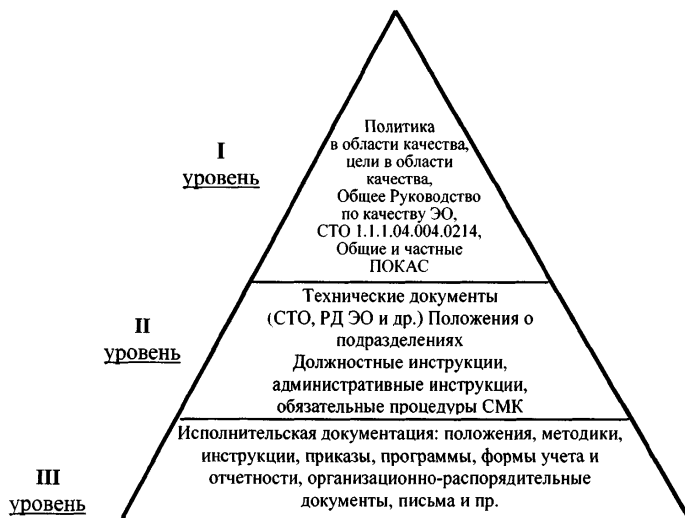 I
уровень
Политика
в области качества,
цели в области
качества,
Общее Руководство
по качеству ЭО,
СТО 1.1.1.04.004.0214,
Общие и частные
ПОКАС
II
уровень
Технические документы
(СТО, РД ЭО и др.) Положения о
подразделениях
Должностные инструкции,
административные инструкции,
обязательные процедуры СМК
III
уровень
Исполнительская документация: положения, методики,
инструкции, приказы, программы, формы учета и
отчетности, организационно-распорядительные
документы, письма и пр.